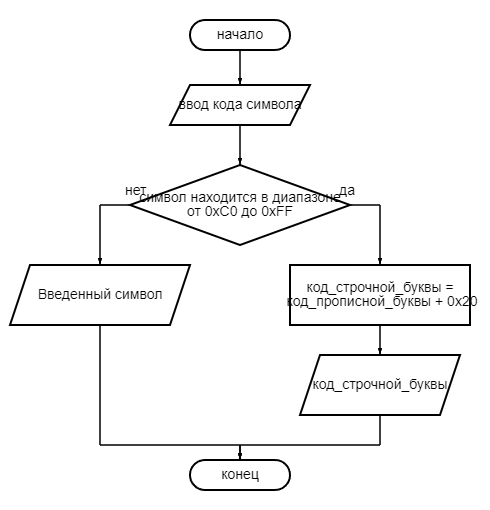 начало
ввод кода символа
нет
да
символ находится в диапазоне
от 0xC0 до 0xFF
Введенный символ
код_строчной_буквы =
код_прописной_буквы + 0x20
код_строчной_буквы
конец